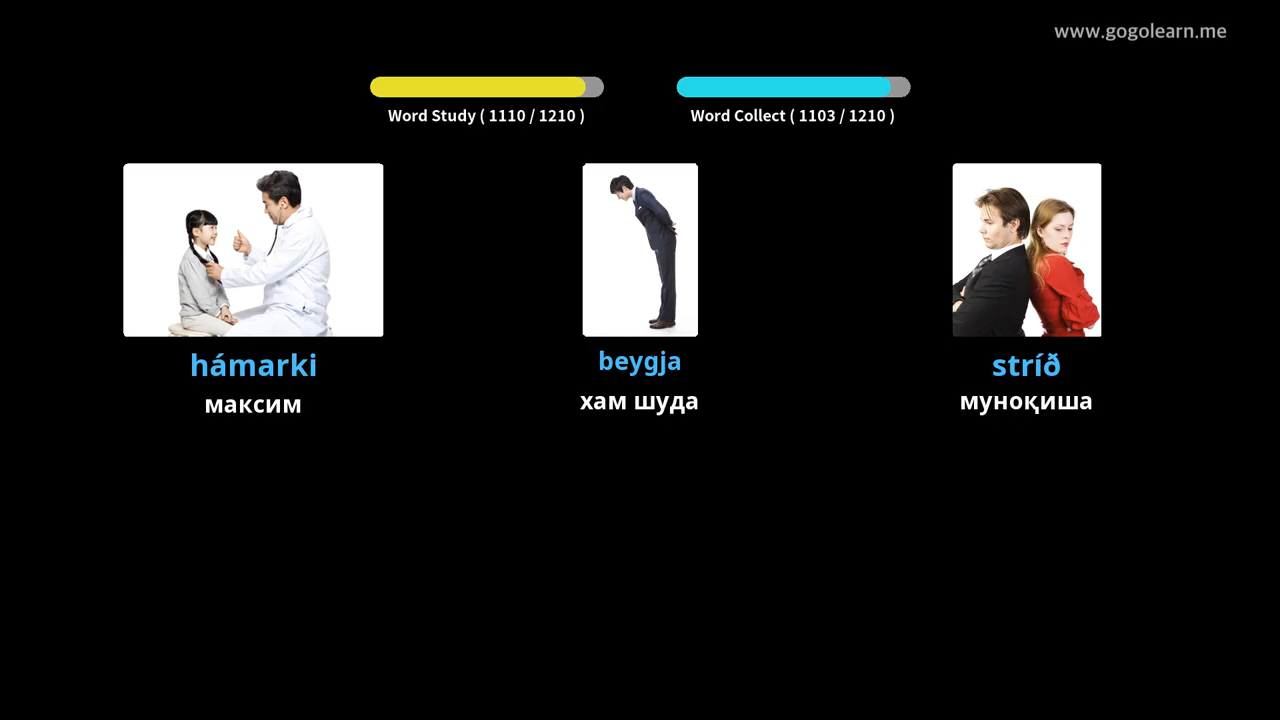 www.gogolearn.me
Word Study ( 1110 / 1210 )
Word Collect ( 1103 / 1210 )
hámarki
максим
beygja
хам шуда
stríð
муноқиша